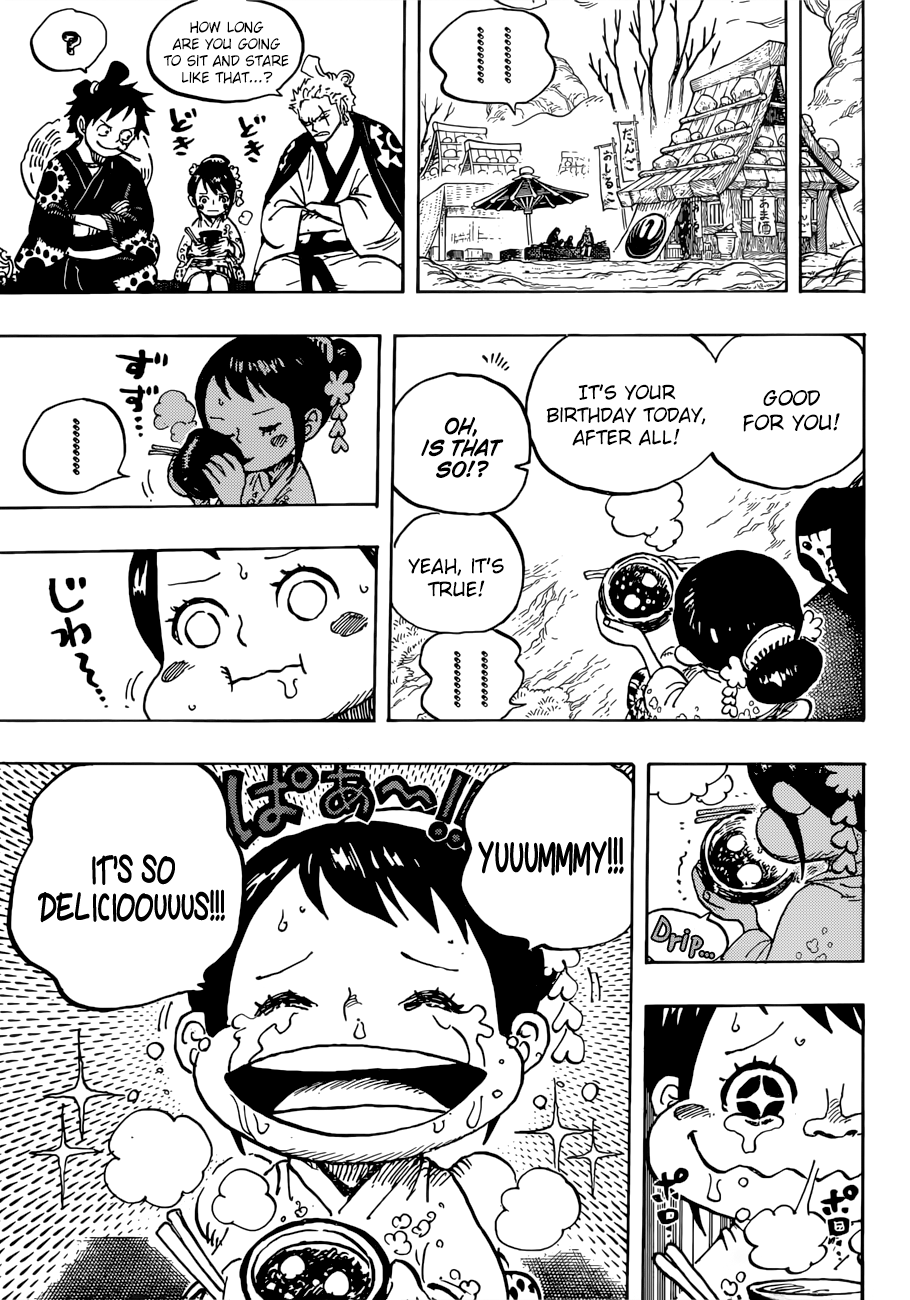 だんご
おしるこ
あま酒
HOW LONG
ARE YOU GOING
TO SIT AND STARE
LIKE THAT...?
?
どき
どき
GOOD
FOR YOU!
IT'S YOUR
BIRTHDAY TODAY,
AFTER ALL!
OH,
IS THAT
SO!?
YEAH, IT'S
TRUE!
ずず...
じわ〜...
Drip...
ポロ
ポロ
ぱあ〜!!
YUUUMMMY!!!
IT'S SO
DELICIOOUUUS!!!